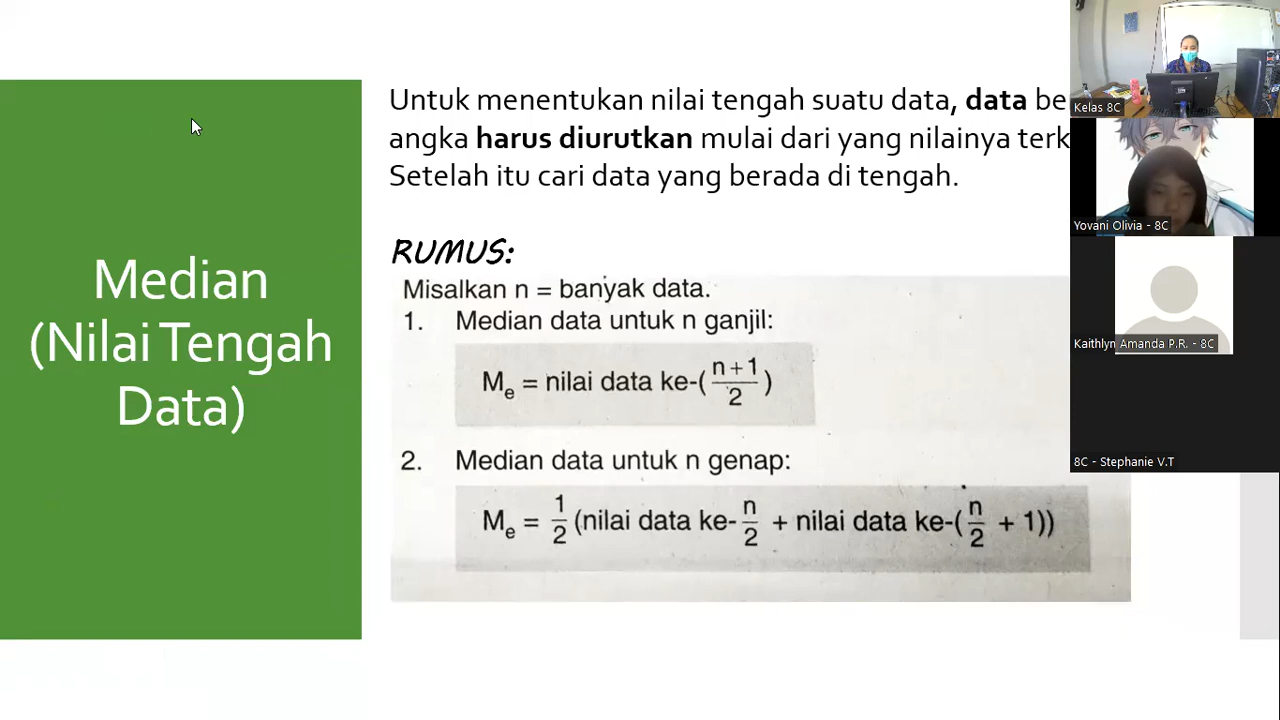 Median
(Nilai Tengah
Data)
Untuk menentukan nilai tengah suatu data, data be
angka harus diurutkan mulai dari yang nilainya terk
Setelah itu cari data yang berada di tengah.
RUMUS:
Misalkan n = banyak data.
1. Median data untuk n ganjil:
Me = nilai data ke-(n+1/2)
2. Median data untuk n genap:
Me = 1/2 (nilai data ke-n/2 + nilai data ke-(n/2 + 1))
Kelas 8C
Yovani Olivia - 8C
Kaithlyn Amanda P.R. - 8C
8C - Stephanie V.T